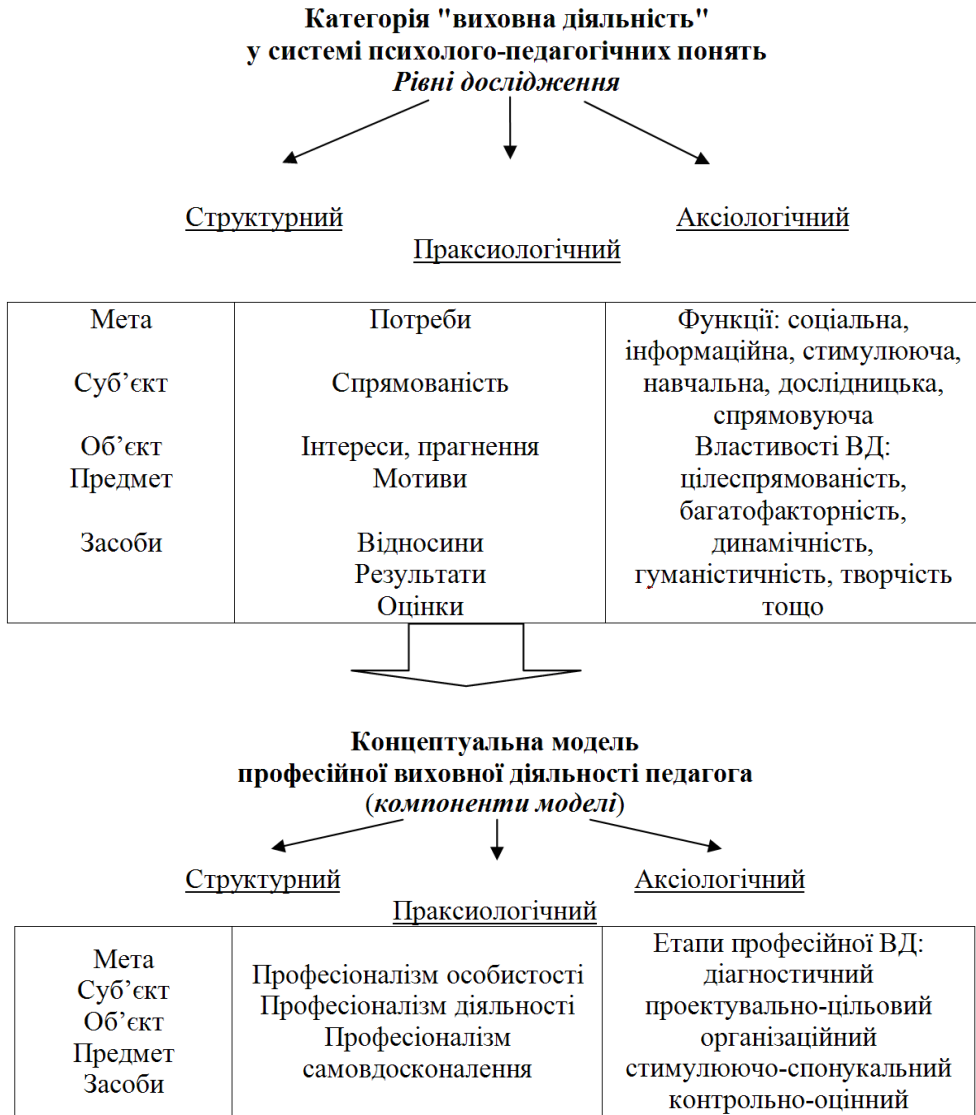 Категорія "виховна діяльність"
у системі психолого-педагогічних понять
Рівні дослідження
Структурний
Аксіологічний
Праксиологічний
Мета
Суб’єкт
Об’єкт
Предмет
Засоби
Потреби
Спрямованість
Інтереси, прагнення
Мотиви
Відносини
Результати
Оцінки
Функції: соціальна,
інформаційна, стимулююча,
навчальна, дослідницька,
спрямовуюча
Властивості ВД:
цілеспрямованість,
багатофакторність,
динамічність,
гуманістичність, творчість
тощо
Концептуальна модель
професійної виховної діяльності педагога
(компоненти моделі)
Структурний
Аксіологічний
Праксиологічний
Мета
Суб’єкт
Об’єкт
Предмет
Засоби
Професіоналізм особистості
Професіоналізм діяльності
Професіоналізм
самовдосконалення
Етапи професійної ВД:
діагностичний
проектувально-цільовий
організаційний
стимулюючо-спонукальний
контрольно-оцінний